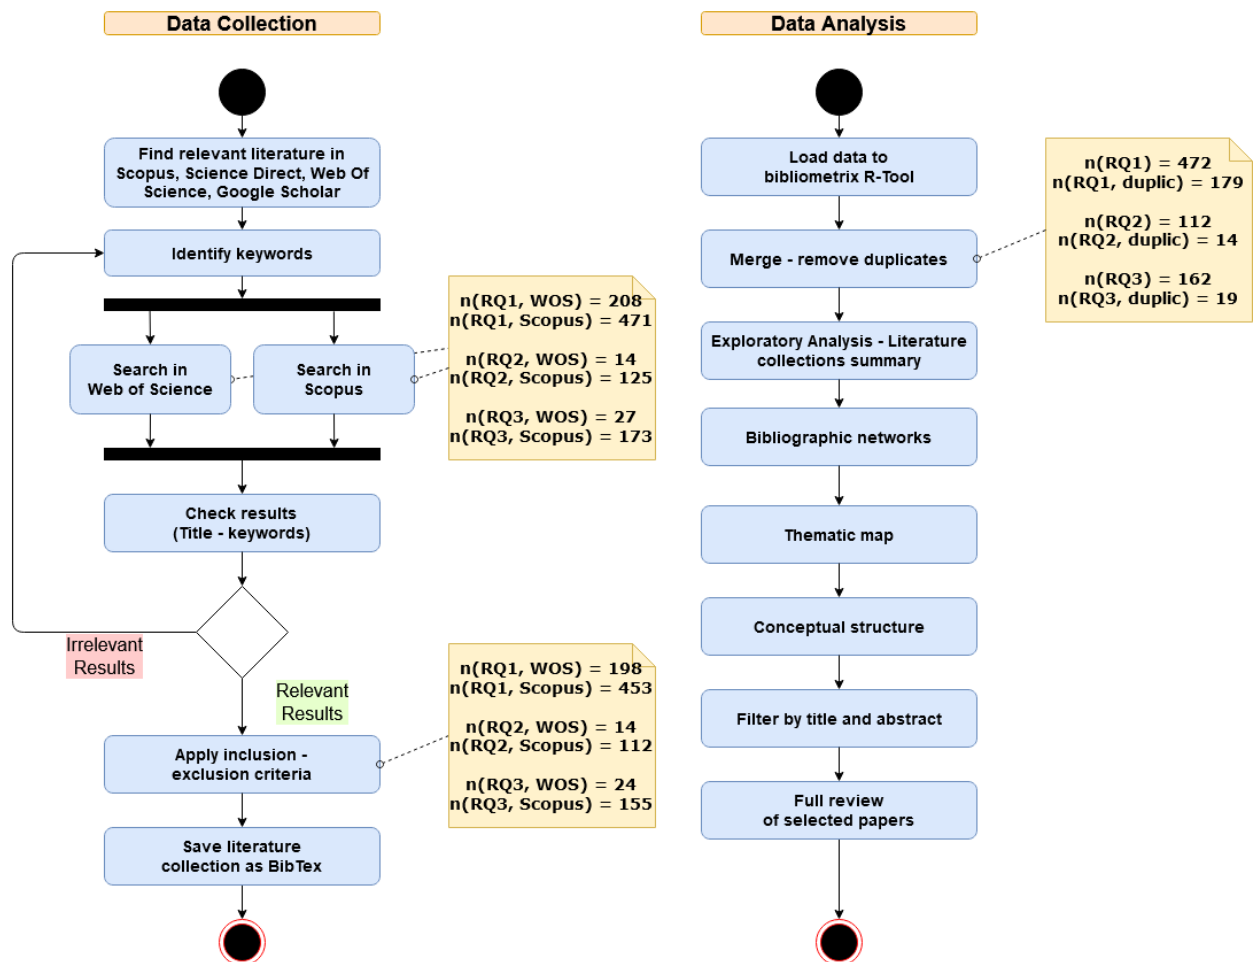 Data Collection
Find relevant literature in
Scopus, Science Direct, Web Of
Science, Google Scholar
Identify keywords
Search in
Web of Science
Search in
Scopus
n(RQ1, WOS) = 208
n(RQ1, Scopus) = 471
n(RQ2, WOS) = 14
n(RQ2, Scopus) = 125
n(RQ3, WOS) = 27
n(RQ3, Scopus) = 173
Check results
(Title - keywords)
Irrelevant
Results
Relevant
Results
Apply inclusion -
exclusion criteria
n(RQ1, WOS) = 198
n(RQ1, Scopus) = 453
n(RQ2, WOS) = 14
n(RQ2, Scopus) = 112
n(RQ3, WOS) = 24
n(RQ3, Scopus) = 155
Save literature
collection as BibTex
Data Analysis
Load data to
bibliometrix R-Tool
Merge - remove duplicates
n(RQ1) = 472
n(RQ1, duplic) = 179
n(RQ2) = 112
n(RQ2, duplic) = 14
n(RQ3) = 162
n(RQ3, duplic) = 19
Exploratory Analysis - Literature
collections summary
Bibliographic networks
Thematic map
Conceptual structure
Filter by title and abstract
Full review
of selected papers